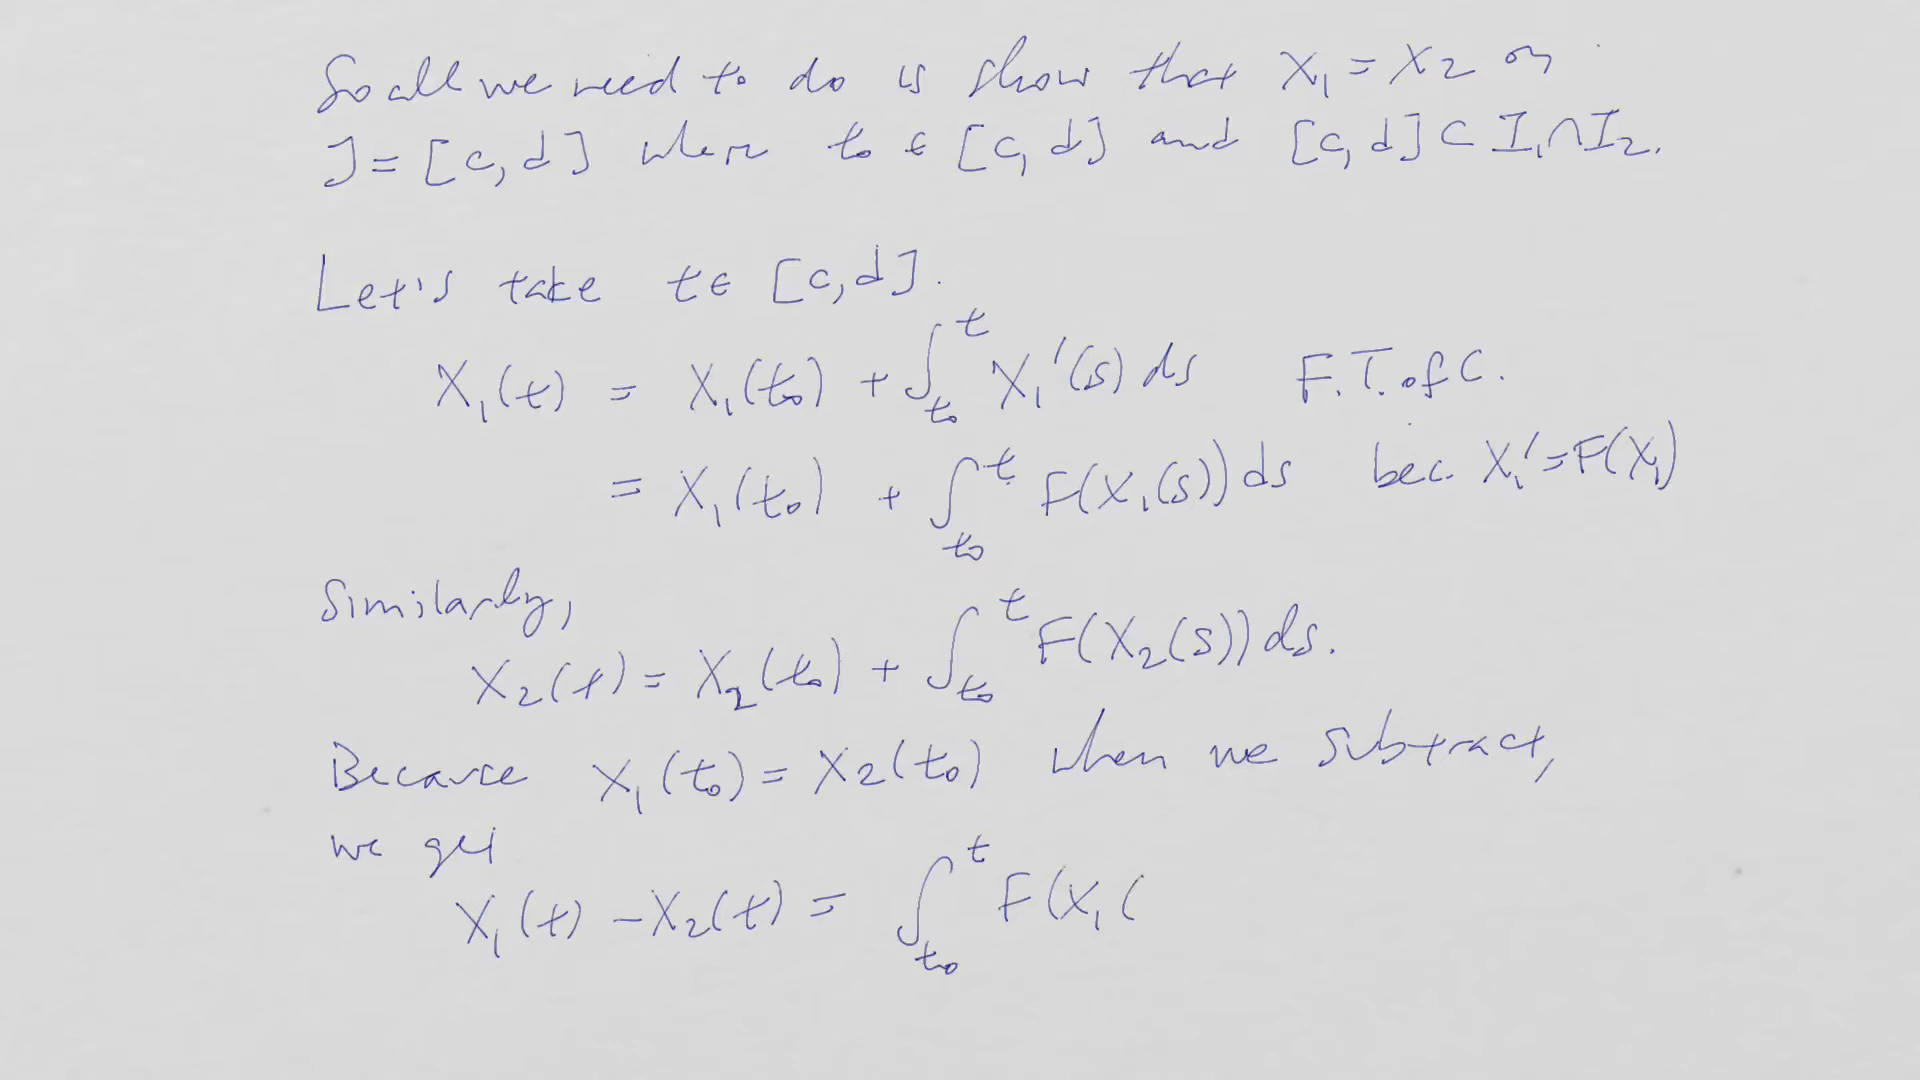 So all we need to do is show that X₁ = X₂ on
J = [c, d] where t₀ ∈ [c, d] and [c, d] ⊂ I₁ ∩ I₂.
Let's take t ∈ [c, d].
X₁(t) = X₁(t₀) + ∫_{t₀}^{t} X₁'(s) ds F.T. of C.
= X₁(t₀) + ∫_{t₀}^{t} F(X₁(s)) ds bec. X₁' = F(X₁)
Similarly,
X₂(t) = X₂(t₀) + ∫_{t₀}^{t} F(X₂(s)) ds.
Because X₁(t₀) = X₂(t₀) when we subtract,
we get
X₁(t) - X₂(t) = ∫_{t₀}^{t} F(X₁(